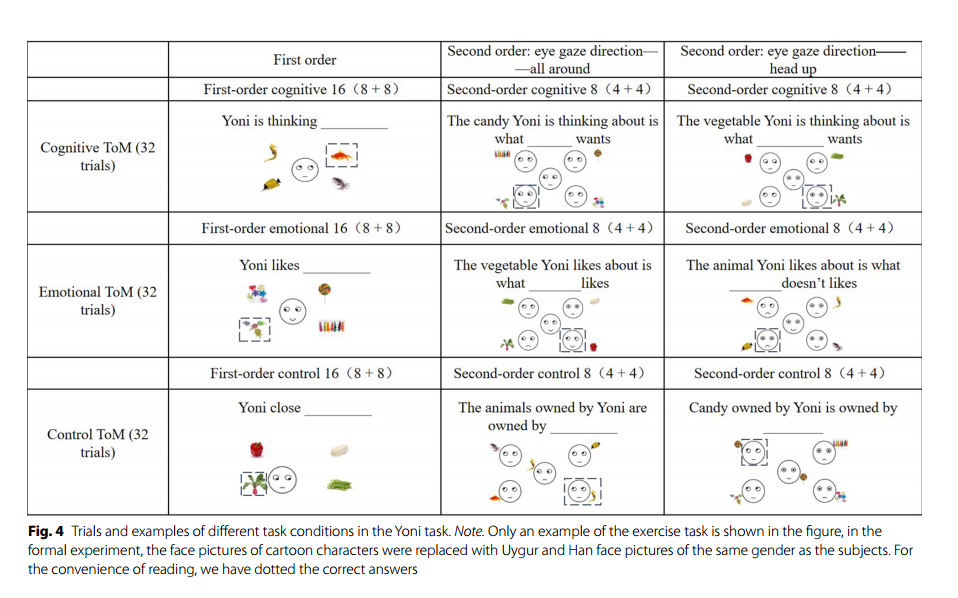 First order
Second order: eye gaze direction—
—all around
Second order: eye gaze direction——
head up
First-order cognitive 16（8＋8）
Second-order cognitive 8（4＋4）
Second-order cognitive 8（4＋4）
Cognitive ToM (32
trials)
Yoni is thinking __________
The candy Yoni is thinking about is
what ______ wants
The vegetable Yoni is thinking about is
what _______ wants
First-order emotional 16（8＋8）
Second-order emotional 8（4＋4）
Second-order emotional 8（4＋4）
Emotional ToM (32
trials)
Yoni likes __________
The vegetable Yoni likes about is
what ________likes
The animal Yoni likes about is what
_______doesn’t likes
First-order control 16（8＋8）
Second-order control 8（4＋4）
Second-order control 8（4＋4）
Control ToM (32
trials)
Yoni close __________
The animals owned by Yoni are
owned by __________
Candy owned by Yoni is owned by
_________
Fig. 4 Trials and examples of different task conditions in the Yoni task. Note. Only an example of the exercise task is shown in the figure, in the
formal experiment, the face pictures of cartoon characters were replaced with Uygur and Han face pictures of the same gender as the subjects. For
the convenience of reading, we have dotted the correct answers